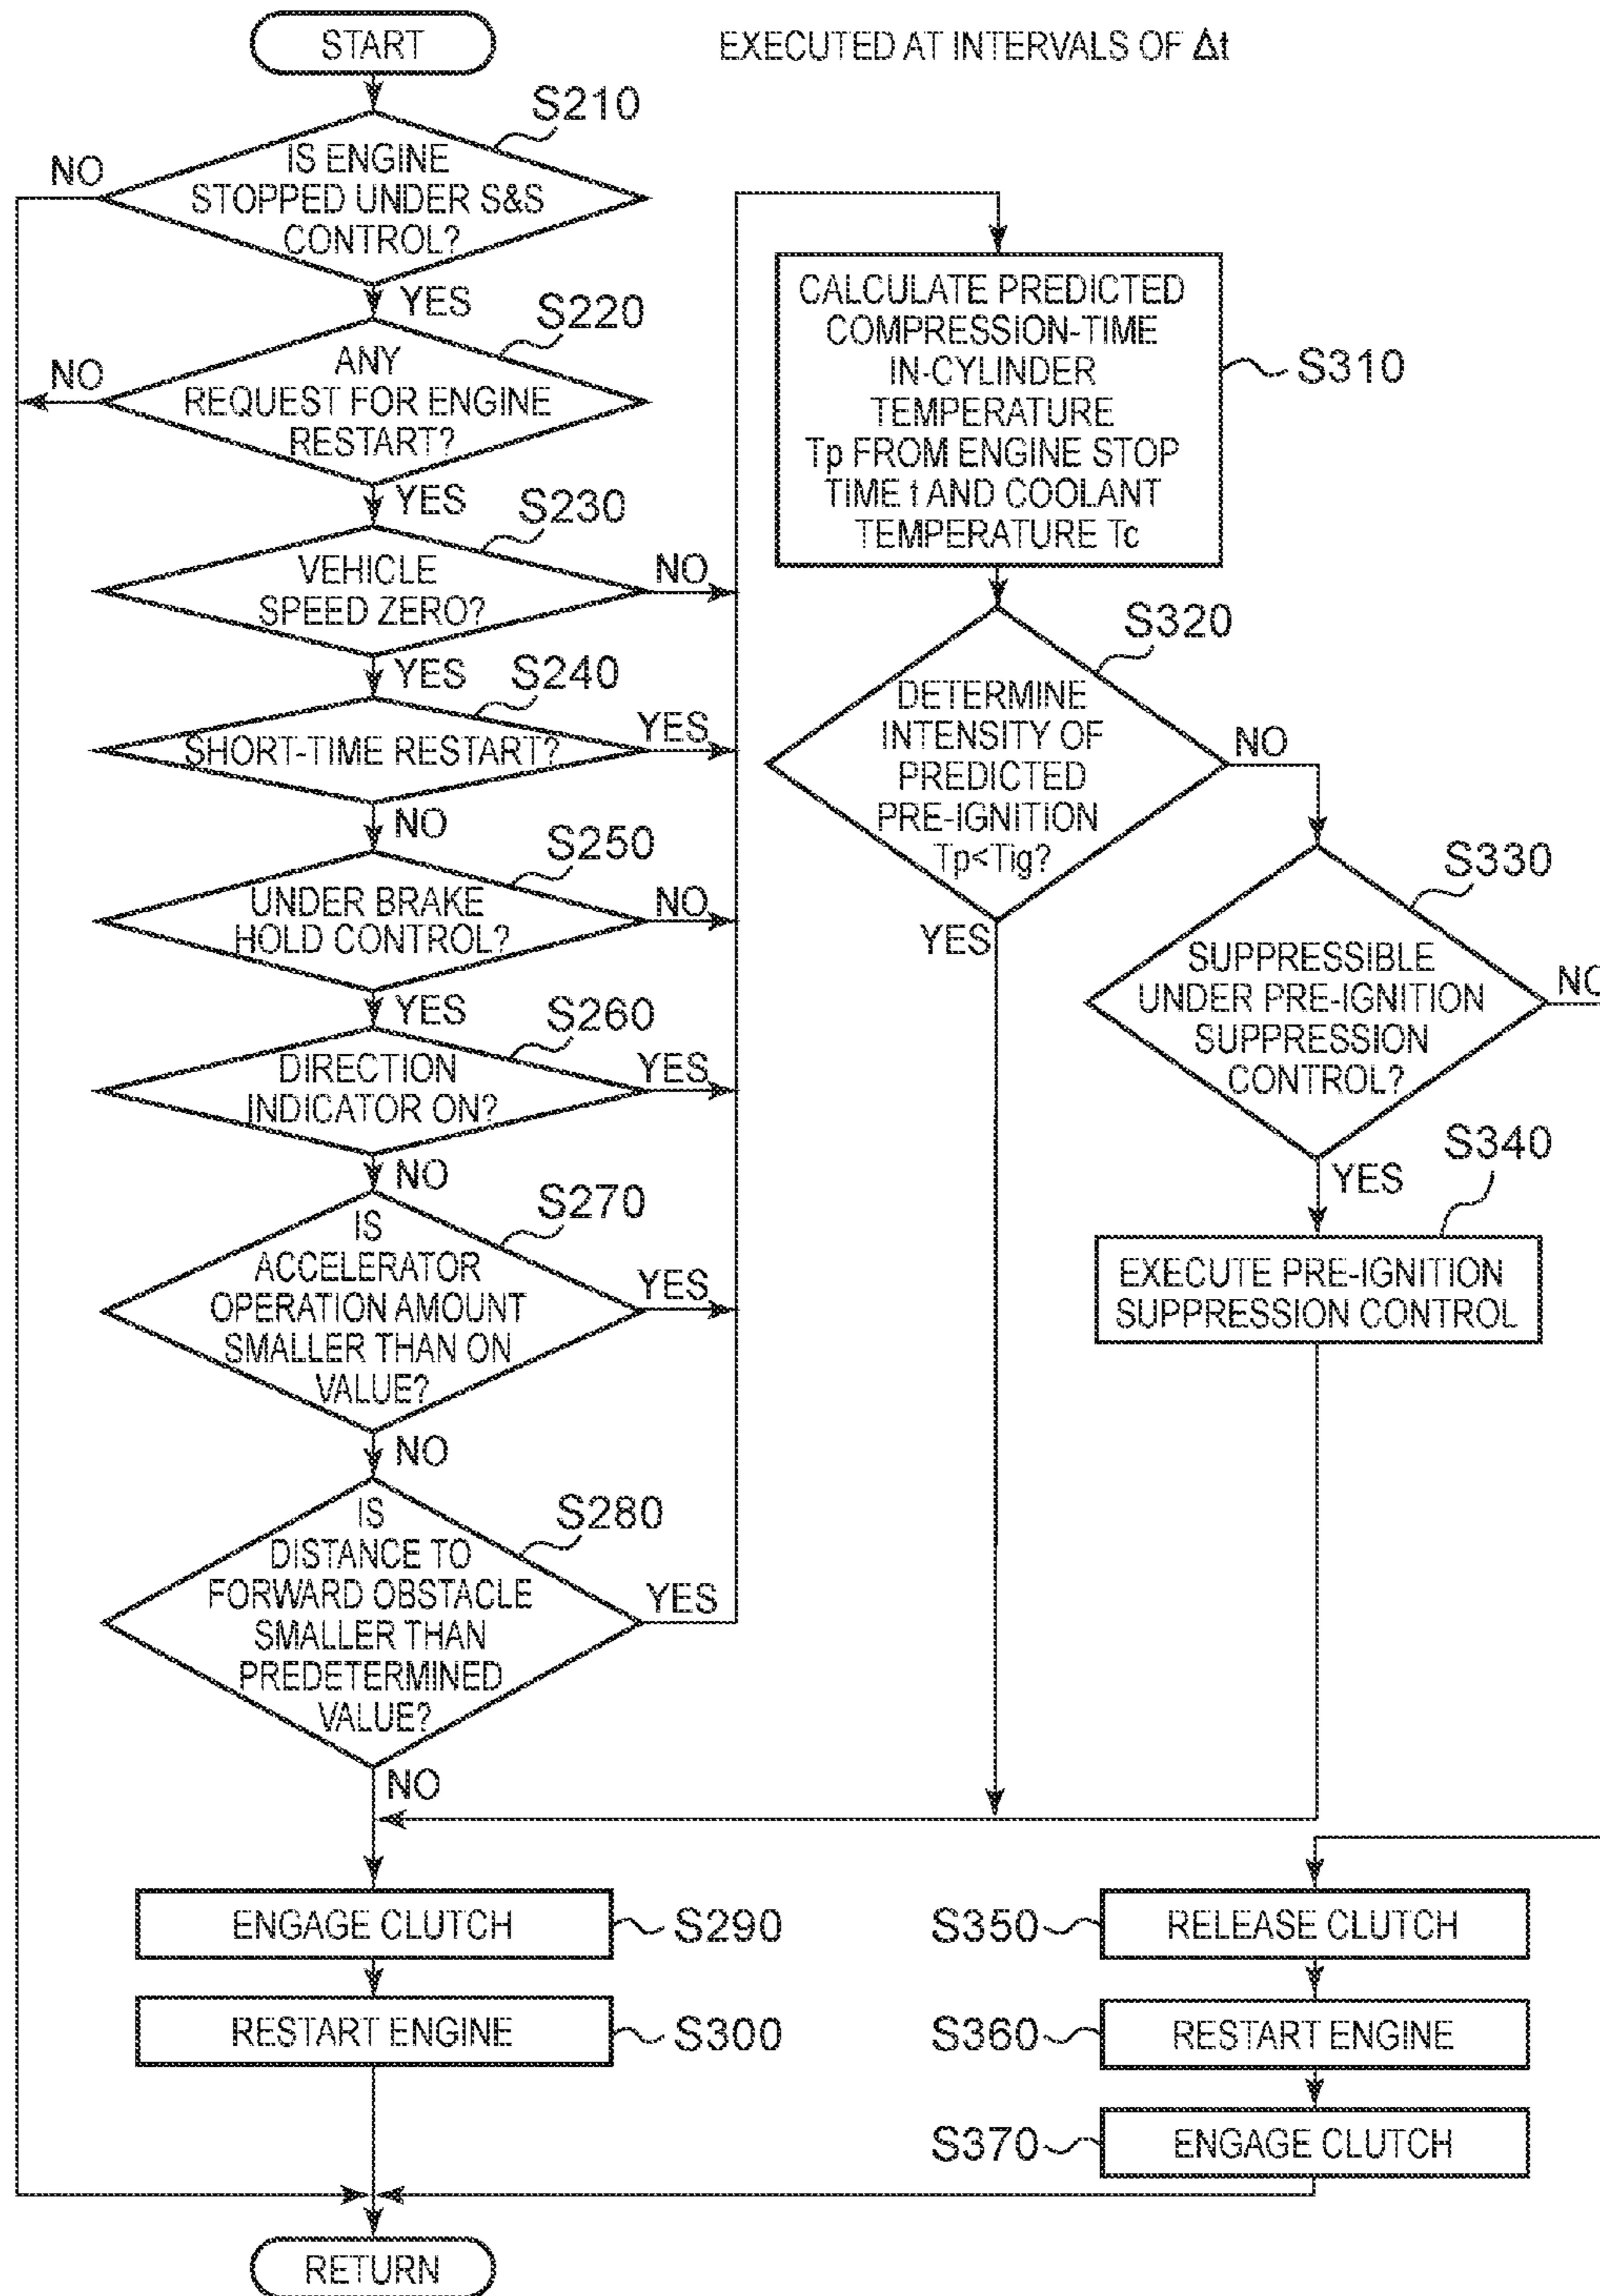 START
EXECUTED AT INTERVALS OF Δt
S210
IS ENGINE
STOPPED UNDER S&S
CONTROL?
NO
YES
S220
ANY
REQUEST FOR ENGINE
RESTART?
NO
YES
S230
VEHICLE
SPEED ZERO?
NO
YES
S240
SHORT-TIME RESTART?
YES
NO
S250
UNDER BRAKE
HOLD CONTROL?
NO
YES
S260
DIRECTION
INDICATOR ON?
YES
NO
S270
IS
ACCELERATOR
OPERATION AMOUNT
SMALLER THAN ON
VALUE?
YES
NO
S280
IS
DISTANCE TO
FORWARD OBSTACLE
SMALLER THAN
PREDETERMINED
VALUE?
YES
NO
ENGAGE CLUTCH
S290
RESTART ENGINE
S300
RETURN
CALCULATE PREDICTED
COMPRESSION-TIME
IN-CYLINDER
TEMPERATURE
Tp FROM ENGINE STOP
TIME t AND COOLANT
TEMPERATURE Tc
S310
S320
DETERMINE
INTENSITY OF
PREDICTED
PRE-IGNITION
Tp<Tig?
NO
YES
S330
SUPPRESSIBLE
UNDER PRE-IGNITION
SUPPRESSION
CONTROL?
NO
YES
S340
EXECUTE PRE-IGNITION
SUPPRESSION CONTROL
S350
RELEASE CLUTCH
S360
RESTART ENGINE
S370
ENGAGE CLUTCH